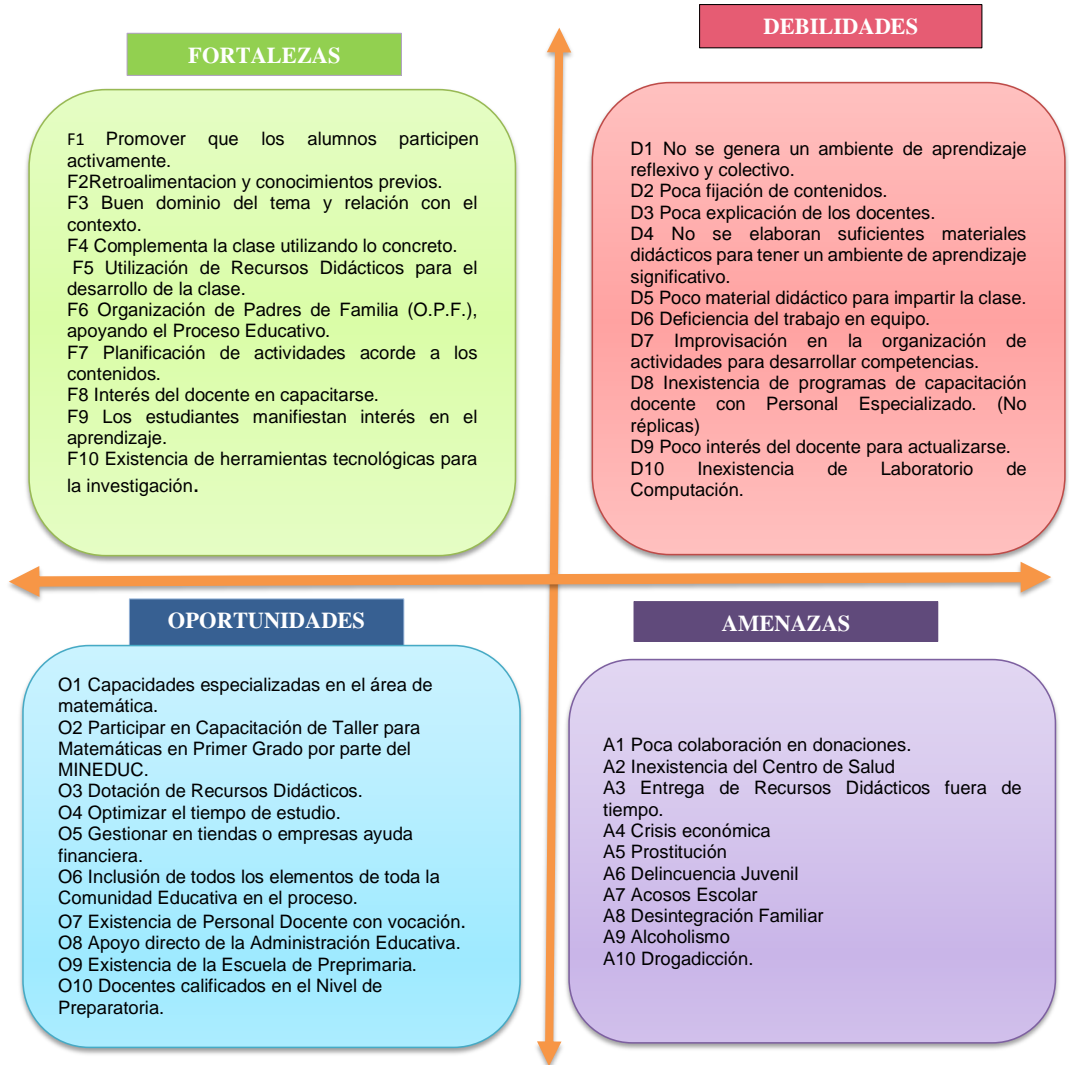 FORTALEZAS
F1 Promover que los alumnos participen
activamente.
F2Retroalimentacion y conocimientos previos.
F3 Buen dominio del tema y relación con el
contexto.
F4 Complementa la clase utilizando lo concreto.
F5 Utilización de Recursos Didácticos para el
desarrollo de la clase.
F6 Organización de Padres de Familia (O.P.F.),
apoyando el Proceso Educativo.
F7 Planificación de actividades acorde a los
contenidos.
F8 Interés del docente en capacitarse.
F9 Los estudiantes manifiestan interés en el
aprendizaje.
F10 Existencia de herramientas tecnológicas para
la investigación.
DEBILIDADES
D1 No se genera un ambiente de aprendizaje
reflexivo y colectivo.
D2 Poca fijación de contenidos.
D3 Poca explicación de los docentes.
D4 No se elaboran suficientes materiales
didácticos para tener un ambiente de aprendizaje
significativo.
D5 Poco material didáctico para impartir la clase.
D6 Deficiencia del trabajo en equipo.
D7 Improvisación en la organización de
actividades para desarrollar competencias.
D8 Inexistencia de programas de capacitación
docente con Personal Especializado. (No
réplicas)
D9 Poco interés del docente para actualizarse.
D10 Inexistencia de Laboratorio de
Computación.
OPORTUNIDADES
O1 Capacidades especializadas en el área de
matemática.
O2 Participar en Capacitación de Taller para
Matemáticas en Primer Grado por parte del
MINEDUC.
O3 Dotación de Recursos Didácticos.
O4 Optimizar el tiempo de estudio.
O5 Gestionar en tiendas o empresas ayuda
financiera.
O6 Inclusión de todos los elementos de toda la
Comunidad Educativa en el proceso.
O7 Existencia de Personal Docente con vocación.
O8 Apoyo directo de la Administración Educativa.
O9 Existencia de la Escuela de Preprimaria.
O10 Docentes calificados en el Nivel de
Preparatoria.
AMENAZAS
A1 Poca colaboración en donaciones.
A2 Inexistencia del Centro de Salud
A3 Entrega de Recursos Didácticos fuera de
tiempo.
A4 Crisis económica
A5 Prostitución
A6 Delincuencia Juvenil
A7 Acosos Escolar
A8 Desintegración Familiar
A9 Alcoholismo
A10 Drogadicción.